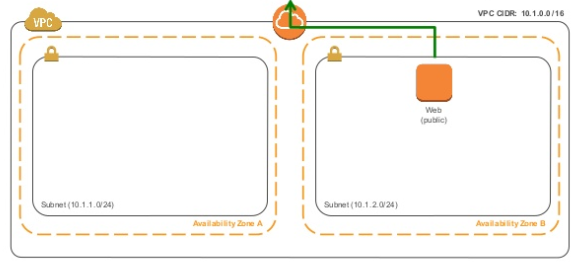 VPC
VPC CIDR: 10.1.0.0/16
Web
(public)
Subnet (10.1.1.0/24)
Subnet (10.1.2.0/24)
Availability Zone A
Availability Zone B